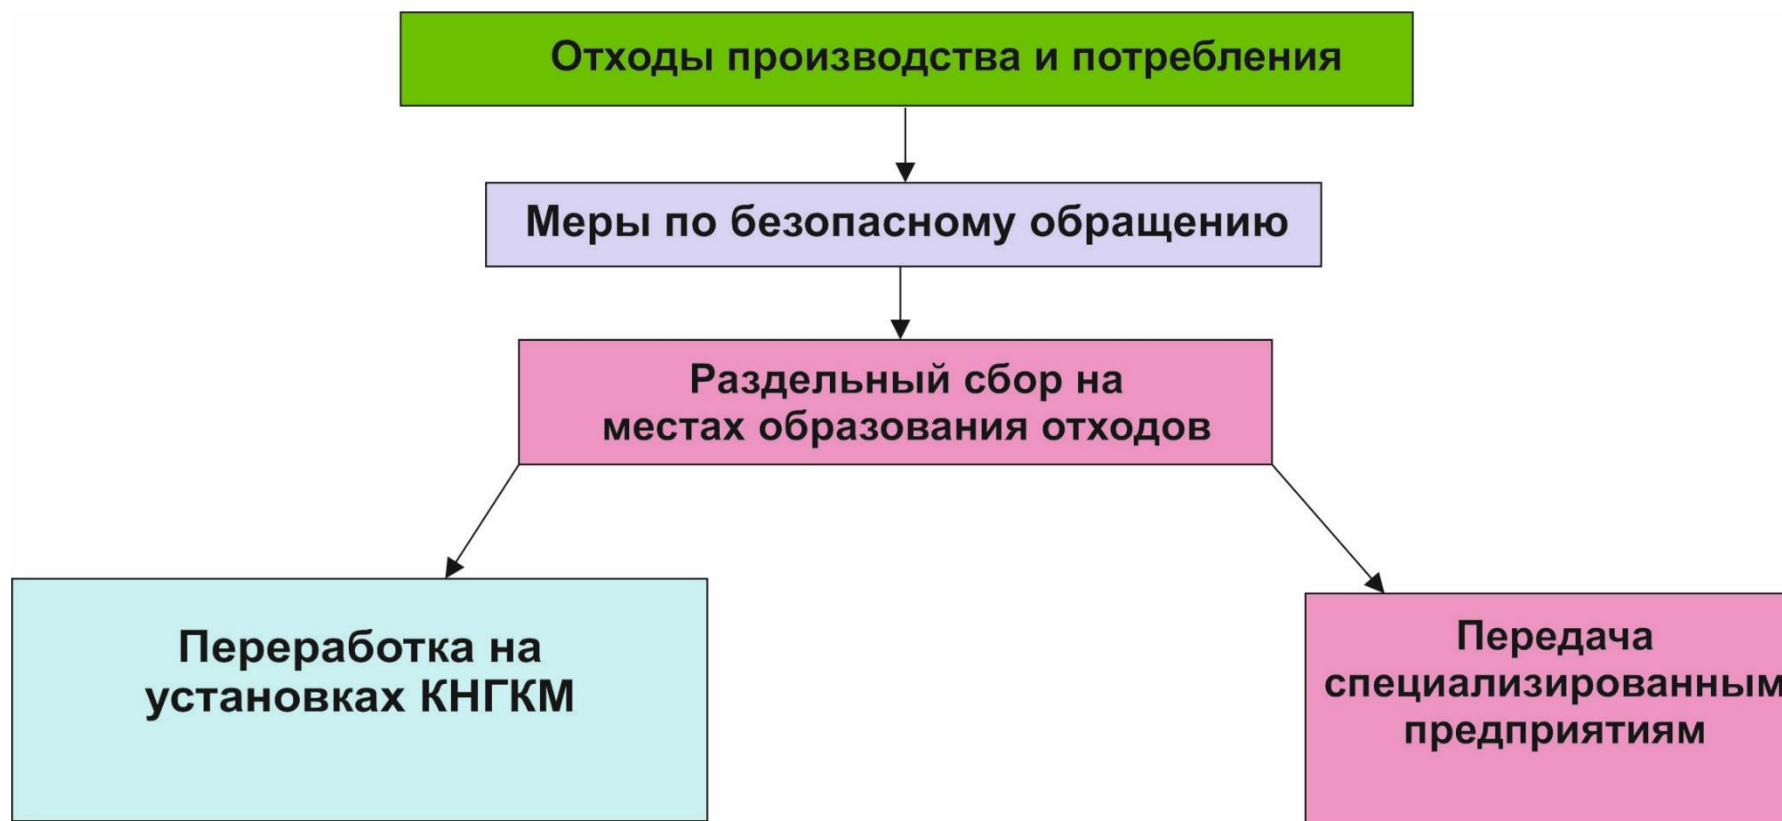 Отходы производства и потребления
Меры по безопасному обращению
Раздельный сбор на
местах образования отходов
Переработка на
установках КНГКМ
Передача
специализированным
предприятиям